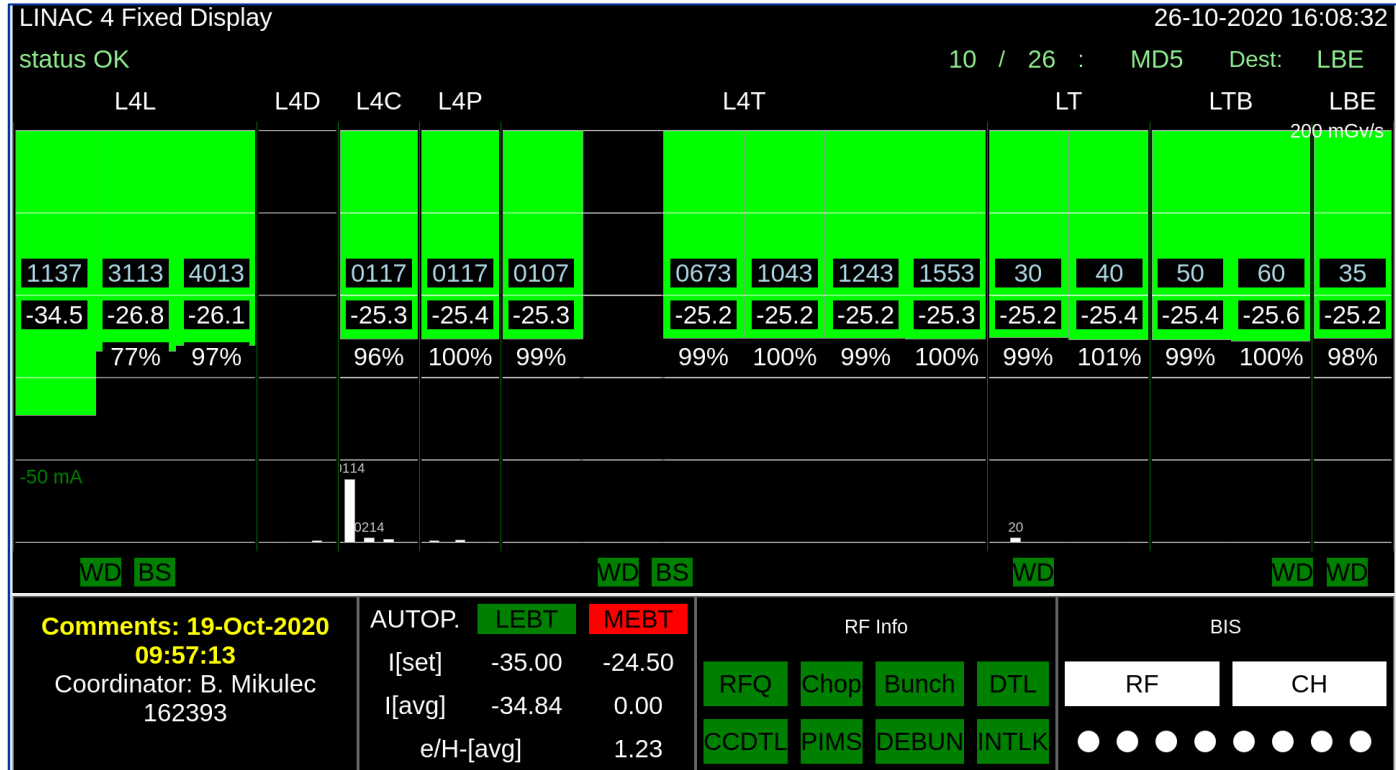 LINAC 4 Fixed Display 26-10-2020 16:08:32
status OK 10 / 26 : MD5 Dest: LBE
L4L L4D L4C L4P L4T LT LTB LBE
200 mGv/s
1137 3113 4013 0117 0117 0107 0673 1043 1243 1553 30 40 50 60 35
-34.5 -26.8 -26.1 -25.3 -25.4 -25.3 -25.2 -25.2 -25.2 -25.3 -25.2 -25.4 -25.4 -25.6 -25.2
77% 97% 96% 100% 99% 99% 100% 99% 100% 99% 101% 99% 100% 98%
-50 mA
0114
0214 20
WD BS WD BS WD WD WD
Comments: 19-Oct-2020
09:57:13
Coordinator: B. Mikulec
162393
AUTOP. LEBT MEBT
I[set] -35.00 -24.50
I[avg] -34.84 0.00
e/H-[avg] 1.23
RF Info
RFQ Chop Bunch DTL
CCDTL PIMS DEBUN INTLK
BIS
RF CH